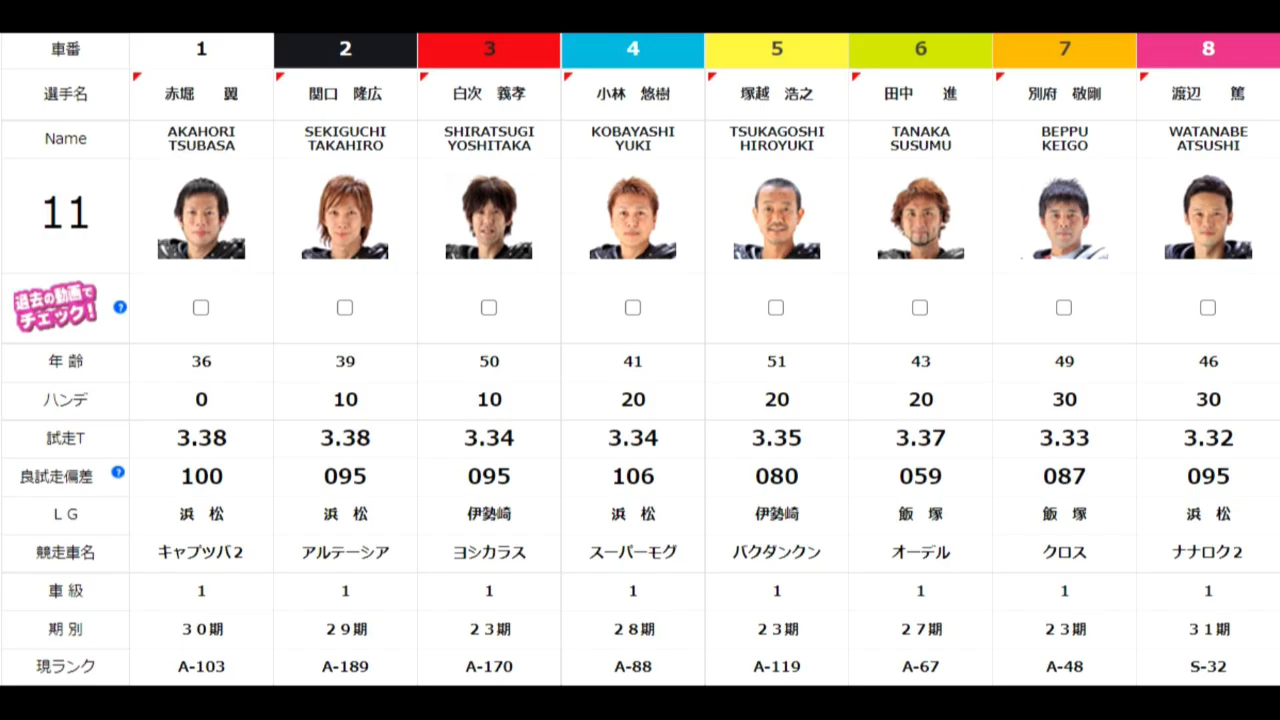 車番 1 2 3 4 5 6 7 8
選手名 赤堀　翼 関口 隆広 白次 義孝 小林 悠樹 塚越 浩之 田中　進 別府 敬剛 渡辺　篤
Name AKAHORI TSUBASA SEKIGUCHI TAKAHIRO SHIRATSUGI YOSHITAKA KOBAYASHI YUKI TSUKAGOSHI HIROYUKI TANAKA SUSUMU BEPPU KEIGO WATANABE ATSUSHI
11
過去の動画でチェック! ?
年齢 36 39 50 41 51 43 49 46
ハンデ 0 10 10 20 20 20 30 30
試走T 3.38 3.38 3.34 3.34 3.35 3.37 3.33 3.32
良試走偏差 ? 100 095 095 106 080 059 087 095
ＬＧ 浜松 浜松 伊勢崎 浜松 伊勢崎 飯塚 飯塚 浜松
競走車名 キャプツバ２ アルテーシア ヨシカラス スーパーモグ バクダンクン オーデル クロス ナナロク２
車級 1 1 1 1 1 1 1 1
期別 ３０期 ２９期 ２３期 ２８期 ２３期 ２７期 ２３期 ３１期
現ランク A-103 A-189 A-170 A-88 A-119 A-67 A-48 S-32